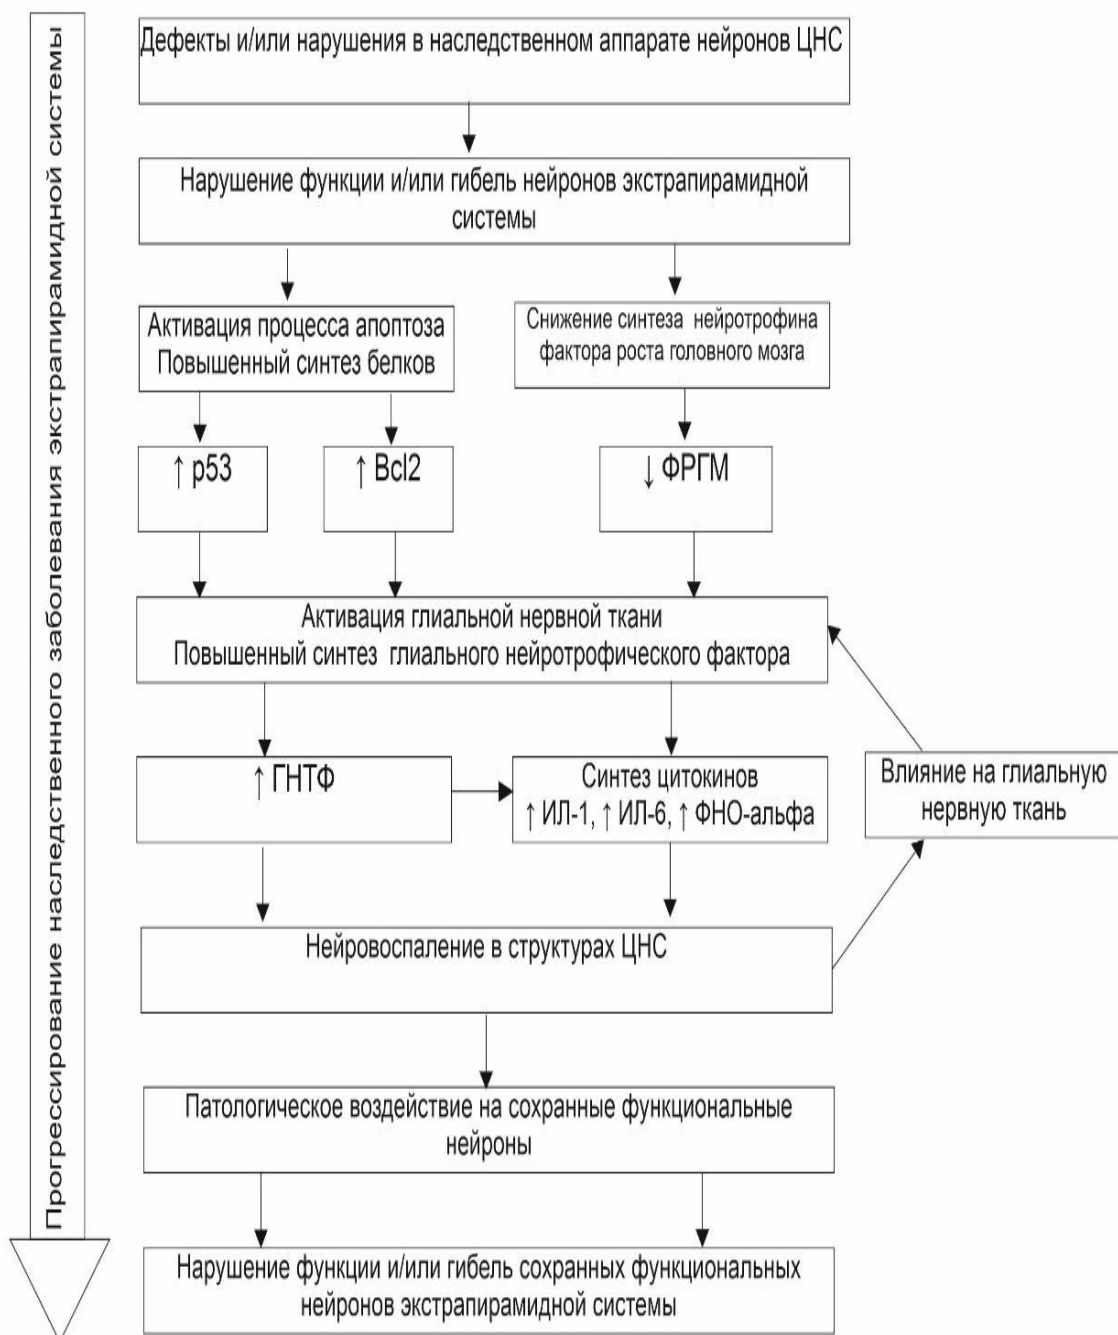 Прогрессирование наследственного заболевания экстрапирамидной системы
Дефекты и/или нарушения в наследственном аппарате нейронов ЦНС
Нарушение функции и/или гибель нейронов экстрапирамидной
системы
Активация процесса апоптоза
Повышенный синтез белков
Снижение синтеза нейротрофина
фактора роста головного мозга
↑ p53
↑ Bcl2
↓ ФРГМ
Активация глиальной нервной ткани
Повышенный синтез глиального нейротрофического фактора
↑ ГНТФ
Синтез цитокинов
↑ ИЛ-1, ↑ ИЛ-6, ↑ ФНО-альфа
Влияние на глиальную
нервную ткань
Нейровоспаление в структурах ЦНС
Патологическое воздействие на сохранные функциональные
нейроны
Нарушение функции и/или гибель сохранных функциональных
нейронов экстрапирамидной системы